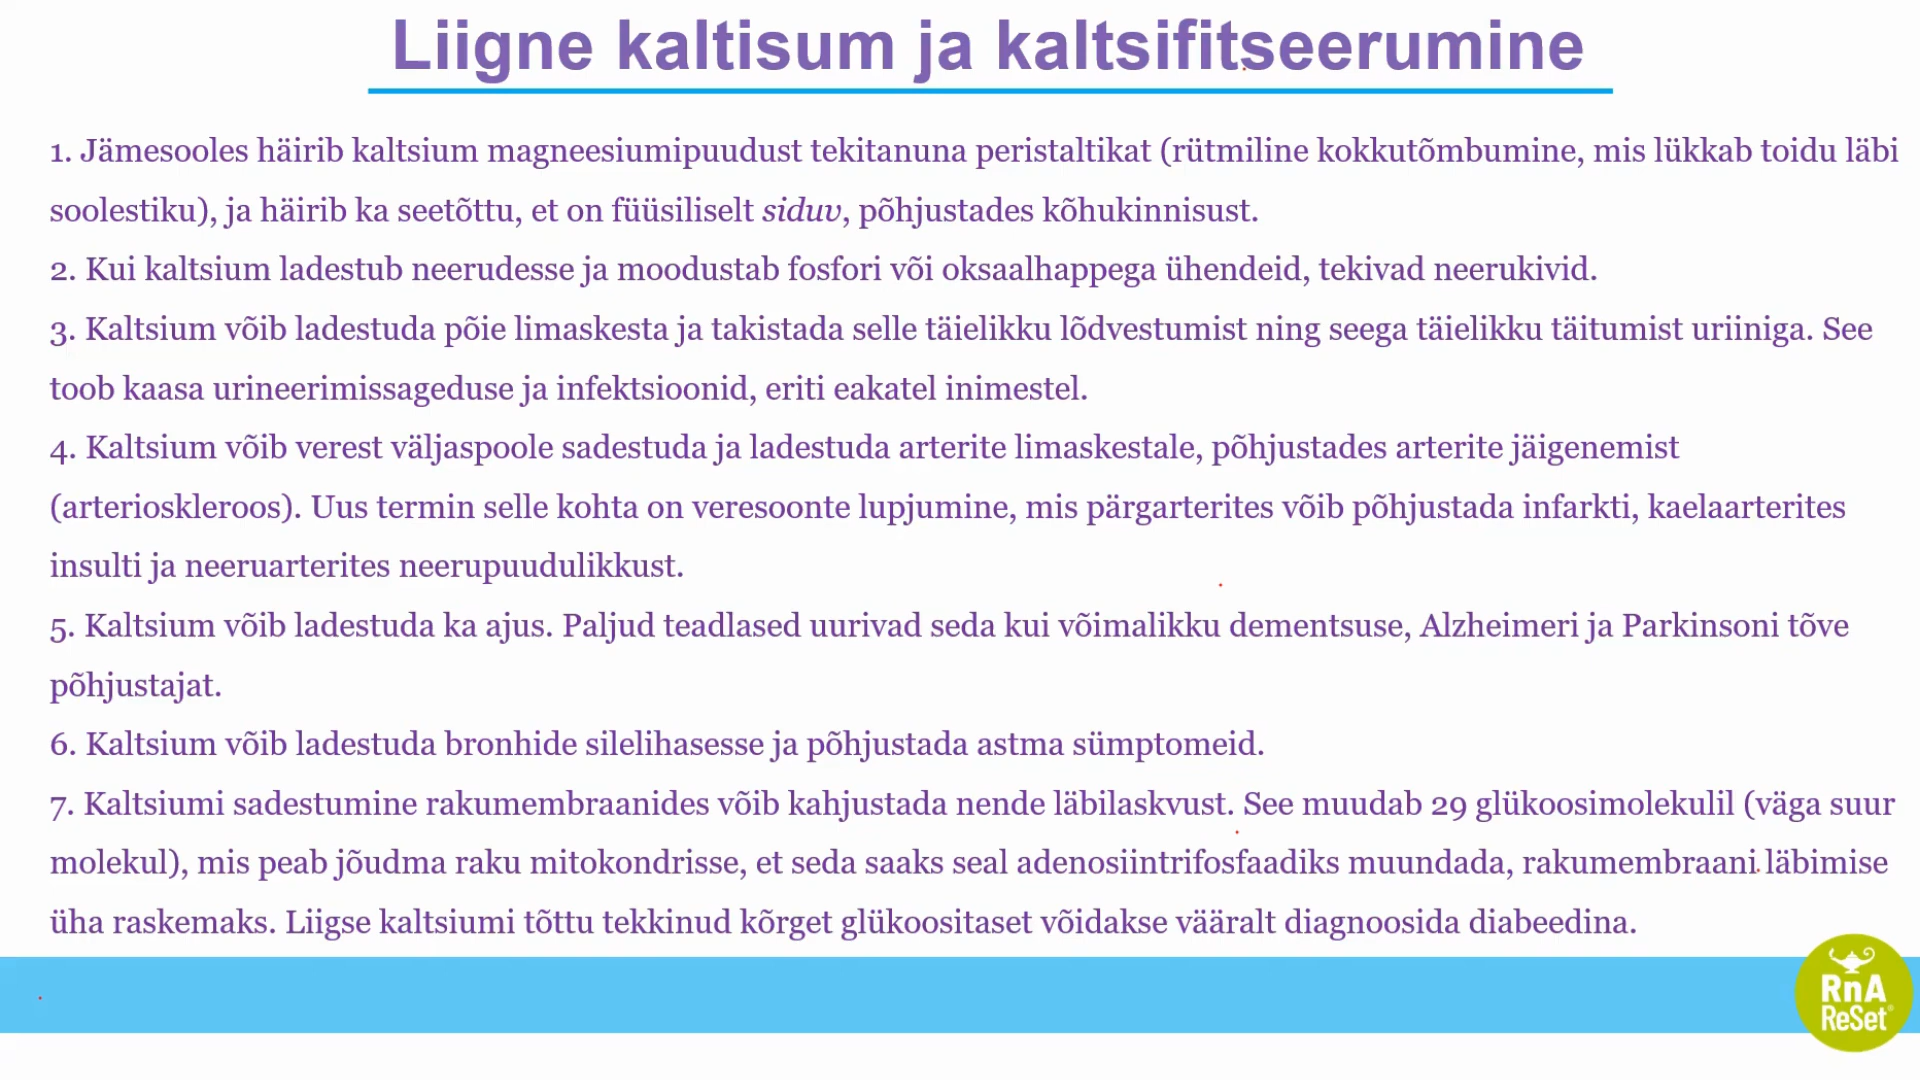 Liigne kaltisum ja kaltsifitseerumine
1. Jämesooles häirib kaltsium magneesiumipuudust tekitanuna peristaltikat (rütmiline kokkutõmbumine, mis lükkab toidu läbi
soolestiku), ja häirib ka seetõttu, et on füüsiliselt siduv, põhjustades kõhukinnisust.
2. Kui kaltsium ladestub neerudesse ja moodustab fosfori või oksaalhappega ühendeid, tekivad neerukivid.
3. Kaltsium võib ladestuda põie limaskesta ja takistada selle täielikku lõdvestumist ning seega täielikku täitumist uriiniga. See
toob kaasa urineerimissageduse ja infektsioonid, eriti eakatel inimestel.
4. Kaltsium võib verest väljaspoole sadestuda ja ladestuda arterite limaskestale, põhjustades arterite jäigenemist
(arterioskleroos). Uus termin selle kohta on veresoonte lupjumine, mis pärgarterites võib põhjustada infarkti, kaelaarterites
insulti ja neeruarterites neerupuudulikkust.
5. Kaltsium võib ladestuda ka ajus. Paljud teadlased uurivad seda kui võimalikku dementsuse, Alzheimeri ja Parkinsoni tõve
põhjustajat.
6. Kaltsium võib ladestuda bronhide silelihasesse ja põhjustada astma sümptomeid.
7. Kaltsiumi sadestumine rakumembraanides võib kahjustada nende läbilaskvust. See muudab 29 glükoosimolekulil (väga suur
molekul), mis peab jõudma raku mitokondrisse, et seda saaks seal adenosiintrifosfaadiks muundada, rakumembraani läbimise
üha raskemaks. Liigse kaltsiumi tõttu tekkinud kõrget glükoositaset võidakse vääralt diagnoosida diabeedina.
RnA
ReSet®